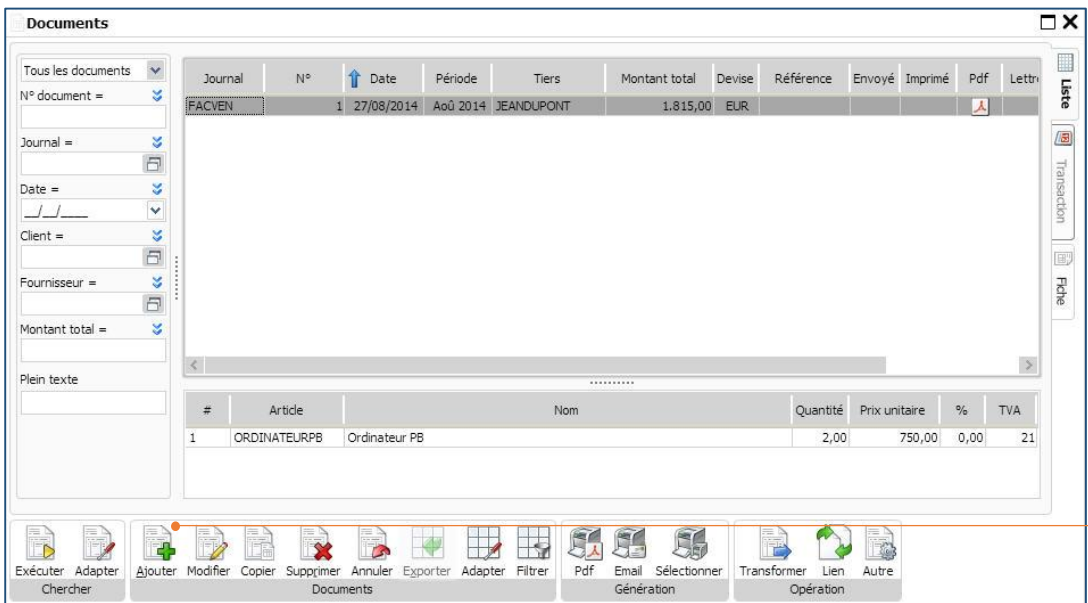 Documents
Tous les documents
N° document =
Journal =
Date =
__/__/____
Client =
Fournisseur =
Montant total =
Plein texte
Journal N° Date Période Tiers Montant total Devise Référence Envoyé Imprimé Pdf Lettr
FACVEN 1 27/08/2014 Aoû 2014 JEANDUPONT 1.815,00 EUR
# Article Nom Quantité Prix unitaire % TVA
1 ORDINATEURPB Ordinateur PB 2,00 750,00 0,00 21
Liste
Transaction
Fiche
Exécuter Adapter Ajouter Modifier Copier Supprimer Annuler Exporter Adapter Filtrer Pdf Email Sélectionner Transformer Lien Autre
Chercher Documents Génération Opération